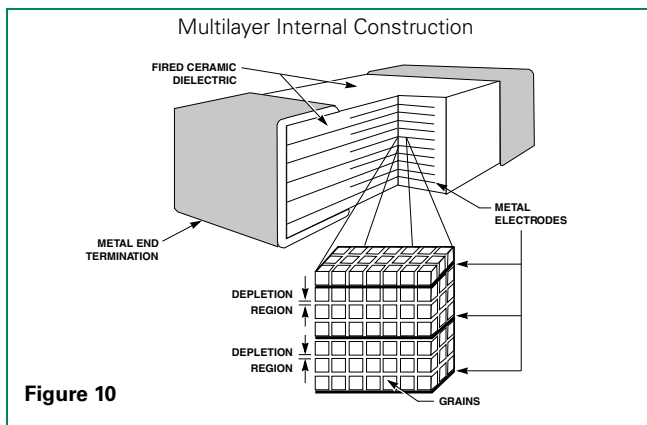 Multilayer Internal Construction
FIRED CERAMIC
DIELECTRIC
METAL
ELECTRODES
METAL END
TERMINATION
DEPLETION
REGION
DEPLETION
REGION
GRAINS
Figure 10